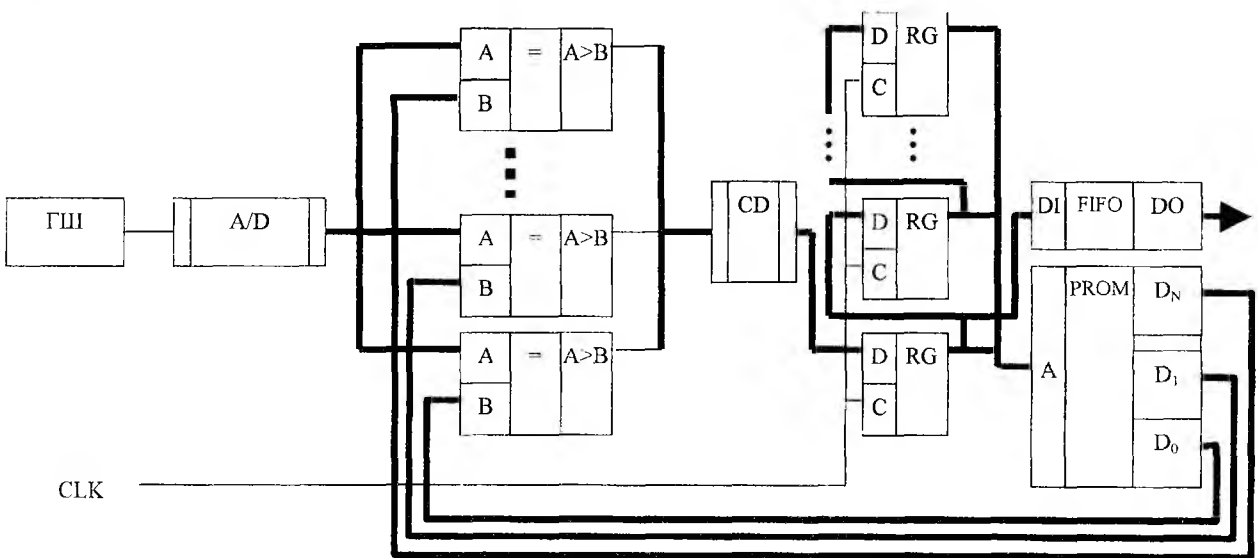 A = A>B
B
D RG
C
ГШ
A/D
A = A>B
B
CD
D RG
C
DI FIFO DO
A = A>B
B
D RG
C
A PROM D_N
D_1
D_0
CLK